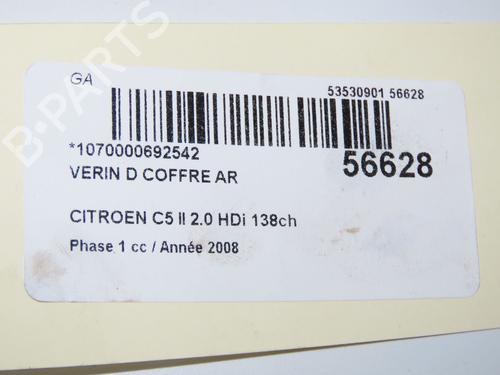 GA
53530901 56628
*1070000692542
56628
VERIN D COFFRE AR
CITROEN C5 II 2.0 HDi 138ch
Phase 1 cc / Année 2008
B-PARTS